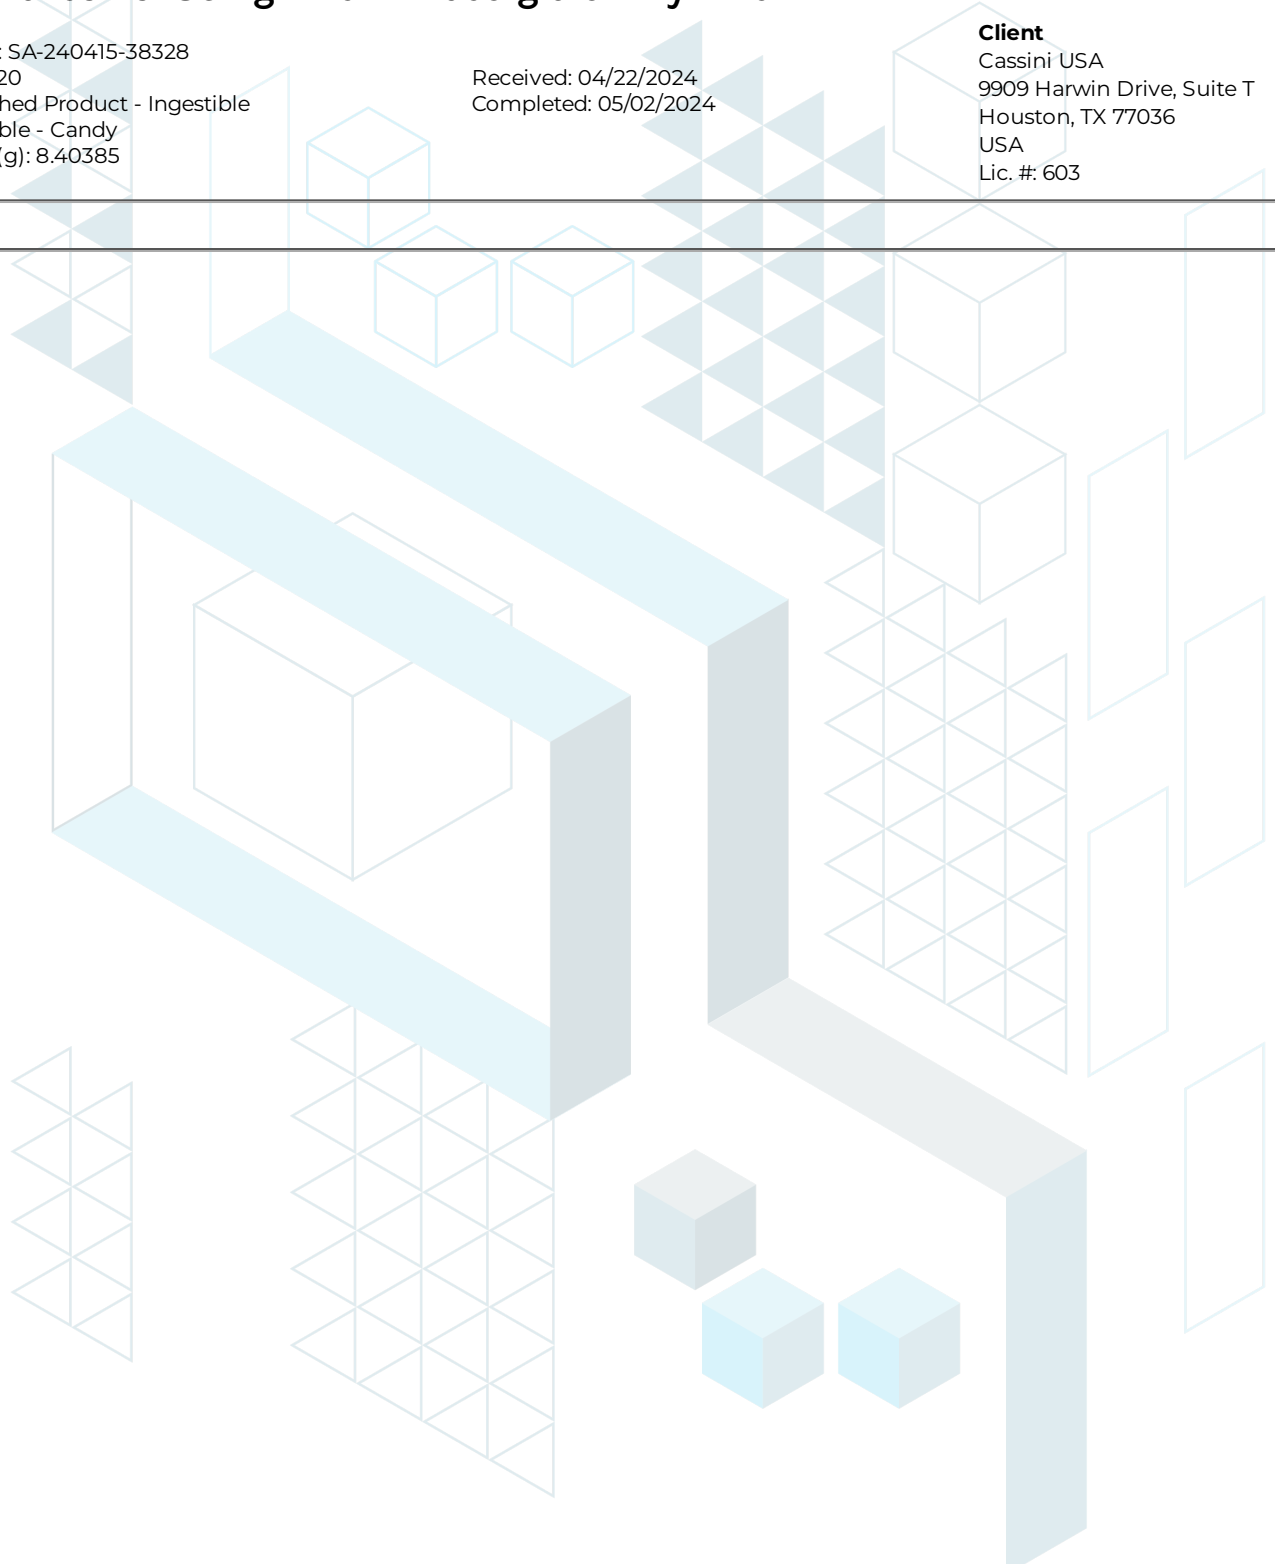 : SA-240415-38328
20
hed Product - Ingestible
ble - Candy
(g): 8.40385
Received: 04/22/2024
Completed: 05/02/2024
Client
Cassini USA
9909 Harwin Drive, Suite T
Houston, TX 77036
USA
Lic. #: 603